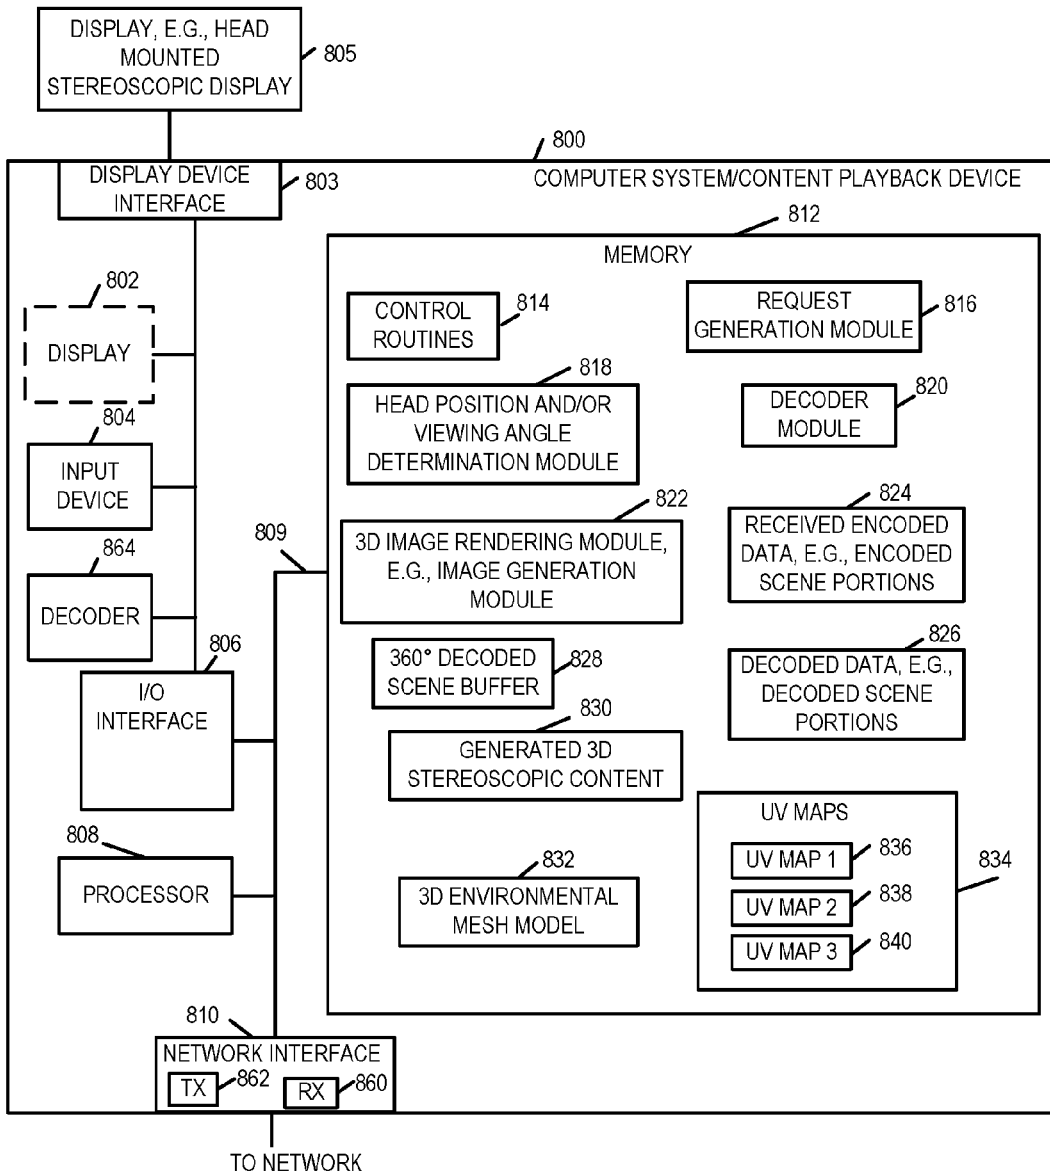 DISPLAY, E.G., HEAD
MOUNTED
STEREOSCOPIC DISPLAY
805
800
DISPLAY DEVICE
INTERFACE
803
COMPUTER SYSTEM/CONTENT PLAYBACK DEVICE
812
MEMORY
802
DISPLAY
814
CONTROL
ROUTINES
REQUEST
GENERATION MODULE
816
818
HEAD POSITION AND/OR
VIEWING ANGLE
DETERMINATION MODULE
820
DECODER
MODULE
804
INPUT
DEVICE
822
3D IMAGE RENDERING MODULE,
E.G., IMAGE GENERATION
MODULE
824
RECEIVED ENCODED
DATA, E.G., ENCODED
SCENE PORTIONS
809
864
DECODER
806
I/O
INTERFACE
360° DECODED
SCENE BUFFER
828
826
DECODED DATA, E.G.,
DECODED SCENE
PORTIONS
830
GENERATED 3D
STEREOSCOPIC CONTENT
UV MAPS
834
UV MAP 1
836
UV MAP 2
838
UV MAP 3
840
808
PROCESSOR
832
3D ENVIRONMENTAL
MESH MODEL
810
NETWORK INTERFACE
TX
862
RX
860
TO NETWORK